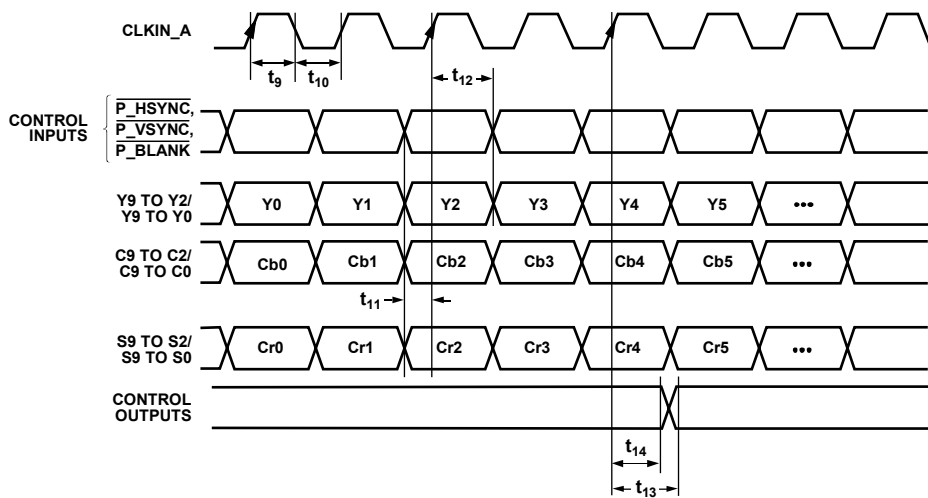 CLKIN_A
t9
t10
t12
CONTROL INPUTS
P_HSYNC,
P_VSYNC,
P_BLANK
Y9 TO Y2/
Y9 TO Y0
Y0 Y1 Y2 Y3 Y4 Y5 •••
C9 TO C2/
C9 TO C0
Cb0 Cb1 Cb2 Cb3 Cb4 Cb5 •••
t11
S9 TO S2/
S9 TO S0
Cr0 Cr1 Cr2 Cr3 Cr4 Cr5 •••
CONTROL
OUTPUTS
t14
t13